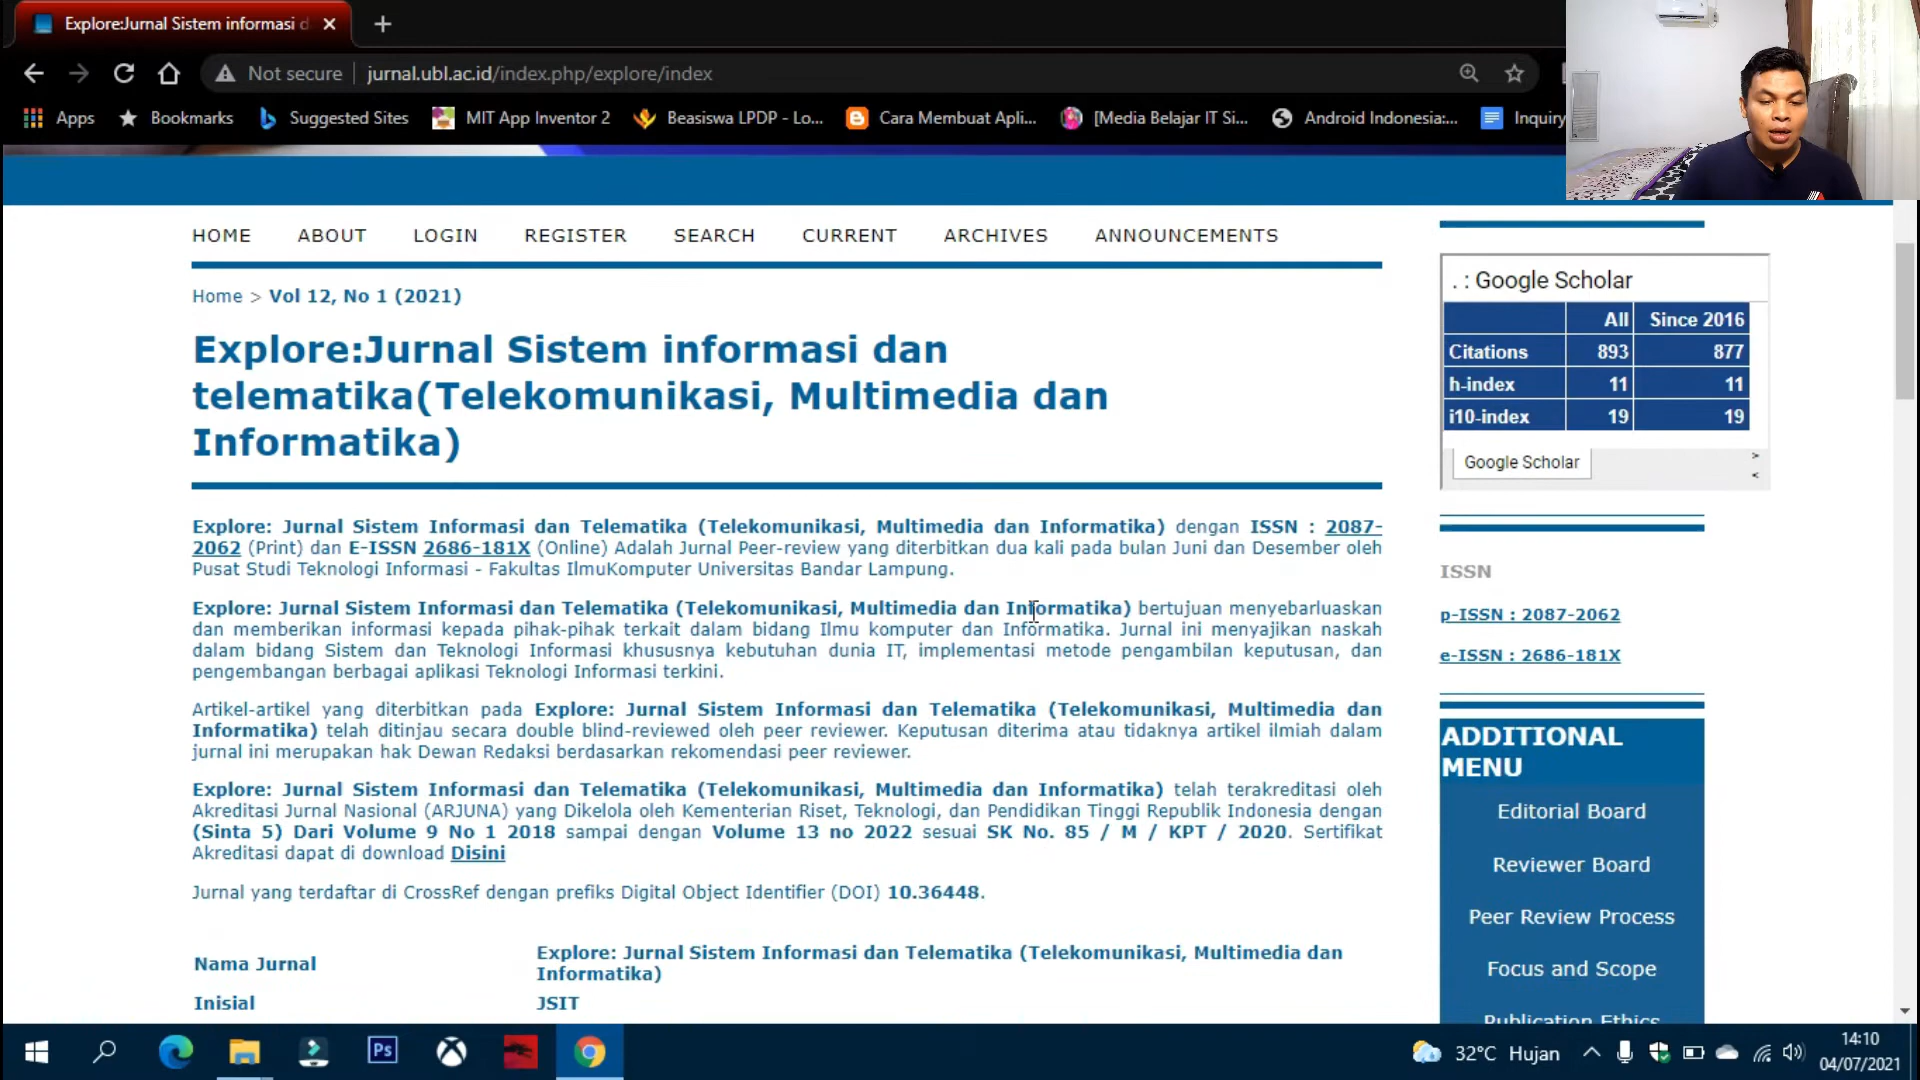 Explore:Jurnal Sistem informasi d
Not secure
jurnal.ubl.ac.id/index.php/explore/index
Apps
Bookmarks
Suggested Sites
MIT App Inventor 2
Beasiswa LPDP - Lo...
Cara Membuat Apli...
[Media Belajar IT Si...
Android Indonesia:...
Inquiry
HOME ABOUT LOGIN REGISTER SEARCH CURRENT ARCHIVES ANNOUNCEMENTS
Home > Vol 12, No 1 (2021)
Explore:Jurnal Sistem informasi dan
telematika(Telekomunikasi, Multimedia dan
Informatika)
Explore: Jurnal Sistem Informasi dan Telematika (Telekomunikasi, Multimedia dan Informatika) dengan ISSN : 2087-
2062 (Print) dan E-ISSN 2686-181X (Online) Adalah Jurnal Peer-review yang diterbitkan dua kali pada bulan Juni dan Desember oleh
Pusat Studi Teknologi Informasi - Fakultas IlmuKomputer Universitas Bandar Lampung.
Explore: Jurnal Sistem Informasi dan Telematika (Telekomunikasi, Multimedia dan Informatika) bertujuan menyebarluaskan
dan memberikan informasi kepada pihak-pihak terkait dalam bidang Ilmu komputer dan Informatika. Jurnal ini menyajikan naskah
dalam bidang Sistem dan Teknologi Informasi khususnya kebutuhan dunia IT, implementasi metode pengambilan keputusan, dan
pengembangan berbagai aplikasi Teknologi Informasi terkini.
Artikel-artikel yang diterbitkan pada Explore: Jurnal Sistem Informasi dan Telematika (Telekomunikasi, Multimedia dan
Informatika) telah ditinjau secara double blind-reviewed oleh peer reviewer. Keputusan diterima atau tidaknya artikel ilmiah dalam
jurnal ini merupakan hak Dewan Redaksi berdasarkan rekomendasi peer reviewer.
Explore: Jurnal Sistem Informasi dan Telematika (Telekomunikasi, Multimedia dan Informatika) telah terakreditasi oleh
Akreditasi Jurnal Nasional (ARJUNA) yang Dikelola oleh Kementerian Riset, Teknologi, dan Pendidikan Tinggi Republik Indonesia dengan
(Sinta 5) Dari Volume 9 No 1 2018 sampai dengan Volume 13 no 2022 sesuai SK No. 85 / M / KPT / 2020. Sertifikat
Akreditasi dapat di download Disini
Jurnal yang terdaftar di CrossRef dengan prefiks Digital Object Identifier (DOI) 10.36448.
Nama Jurnal
Explore: Jurnal Sistem Informasi dan Telematika (Telekomunikasi, Multimedia dan
Informatika)
Inisial JSIT
. : Google Scholar
All Since 2016
Citations 893 877
h-index 11 11
i10-index 19 19
Google Scholar
ISSN
p-ISSN : 2087-2062
e-ISSN : 2686-181X
ADDITIONAL
MENU
Editorial Board
Reviewer Board
Peer Review Process
Focus and Scope
Publication Ethics
Ps
32°C Hujan
14:10
04/07/2021